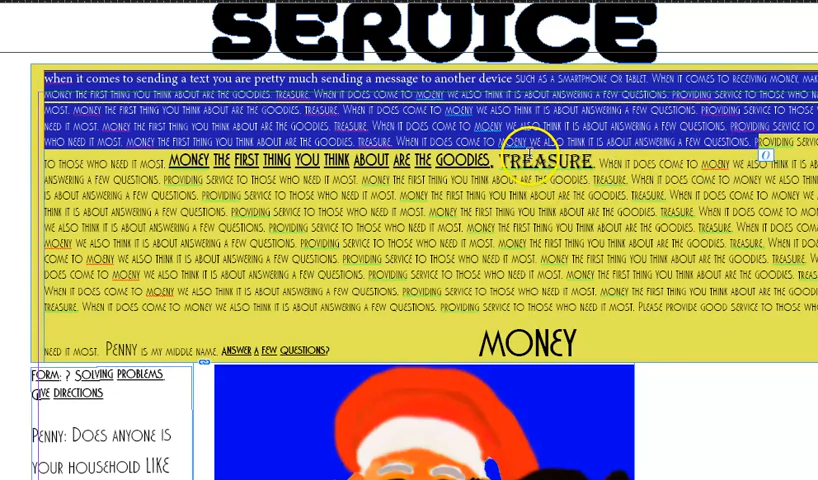 SERVICE
when it comes to sending a text you are pretty much sending a message to another device SUCH AS A SMARTPHONE OR TABLET. WHEN IT COMES TO RECEIVING MONEY, MAK
MONEY THE FIRST THING YOU THINK ABOUT ARE THE GOODIES. TREASURE. WHEN IT DOES COME TO MOENY WE ALSO THINK IT IS ABOUT ANSWERING A FEW QUESTIONS. PROVIDING SERVICE TO THOSE WHO NEED IT
MOST. MONEY THE FIRST THING YOU THINK ABOUT ARE THE GOODIES. TREASURE. WHEN IT DOES COME TO MOENY WE ALSO THINK IT IS ABOUT ANSWERING A FEW QUESTIONS. PROVIDING SERVICE TO THOSE
NEED IT MOST. MONEY THE FIRST THING YOU THINK ABOUT ARE THE GOODIES. TREASURE. WHEN IT DOES COME TO MOENY WE ALSO THINK IT IS ABOUT ANSWERING A FEW QUESTIONS. PROVIDING SERVICE TO
WHO NEED IT MOST. MONEY THE FIRST THING YOU THINK ABOUT ARE THE GOODIES. TREASURE. WHEN IT DOES COME TO MOENY WE ALSO THINK IT IS ABOUT ANSWERING A FEW QUESTIONS. PROVIDING SERVIC
TO THOSE WHO NEED IT MOST. MONEY THE FIRST THING YOU THINK ABOUT ARE THE GOODIES. TREASURE. WHEN IT DOES COME TO MOENY WE ALSO THINK IT IS ABOUT
ANSWERING A FEW QUESTIONS. PROVIDING SERVICE TO THOSE WHO NEED IT MOST. MONEY THE FIRST THING YOU THINK ABOUT ARE THE GOODIES. TREASURE. WHEN IT DOES COME TO MOENY WE ALSO THINK IT
IS ABOUT ANSWERING A FEW QUESTIONS. PROVIDING SERVICE TO THOSE WHO NEED IT MOST. MONEY THE FIRST THING YOU THINK ABOUT ARE THE GOODIES. TREASURE. WHEN IT DOES COME TO MOENY WE
THINK IT IS ABOUT ANSWERING A FEW QUESTIONS. PROVIDING SERVICE TO THOSE WHO NEED IT MOST. MONEY THE FIRST THING YOU THINK ABOUT ARE THE GOODIES. TREASURE. WHEN IT DOES COME TO
WE ALSO THINK IT IS ABOUT ANSWERING A FEW QUESTIONS. PROVIDING SERVICE TO THOSE WHO NEED IT MOST. MONEY THE FIRST THING YOU THINK ABOUT ARE THE GOODIES. TREASURE. WHEN IT DOES COME
MOENY WE ALSO THINK IT IS ABOUT ANSWERING A FEW QUESTIONS. PROVIDING SERVICE TO THOSE WHO NEED IT MOST. MONEY THE FIRST THING YOU THINK ABOUT ARE THE GOODIES. TREASURE. WHEN IT
COME TO MOENY WE ALSO THINK IT IS ABOUT ANSWERING A FEW QUESTIONS. PROVIDING SERVICE TO THOSE WHO NEED IT MOST. MONEY THE FIRST THING YOU THINK ABOUT ARE THE GOODIES. TREASURE.
DOES COME TO MOENY WE ALSO THINK IT IS ABOUT ANSWERING A FEW QUESTIONS. PROVIDING SERVICE TO THOSE WHO NEED IT MOST. MONEY THE FIRST THING YOU THINK ABOUT ARE THE GOODIES.
WHEN IT DOES COME TO MOENY WE ALSO THINK IT IS ABOUT ANSWERING A FEW QUESTIONS. PROVIDING SERVICE TO THOSE WHO NEED IT MOST. MONEY THE FIRST THING YOU THINK ABOUT ARE THE GOODIES
TREASURE. WHEN IT DOES COME TO MONEY WE ALSO THINK IT IS ABOUT ANSWERING A FEW QUESTIONS. PROVIDING SERVICE TO THOSE WHO NEED IT MOST. PLEASE PROVIDE GOOD SERVICE TO THOSE
NEED IT MOST. PENNY IS MY MIDDLE NAME. ANSWER A FEW QUESTIONS? MONEY
FORM: ? SOLVING PROBLEMS.
GIVE DIRECTIONS
PENNY: DOES ANYONE IS
YOUR HOUSEHOLD LIKE